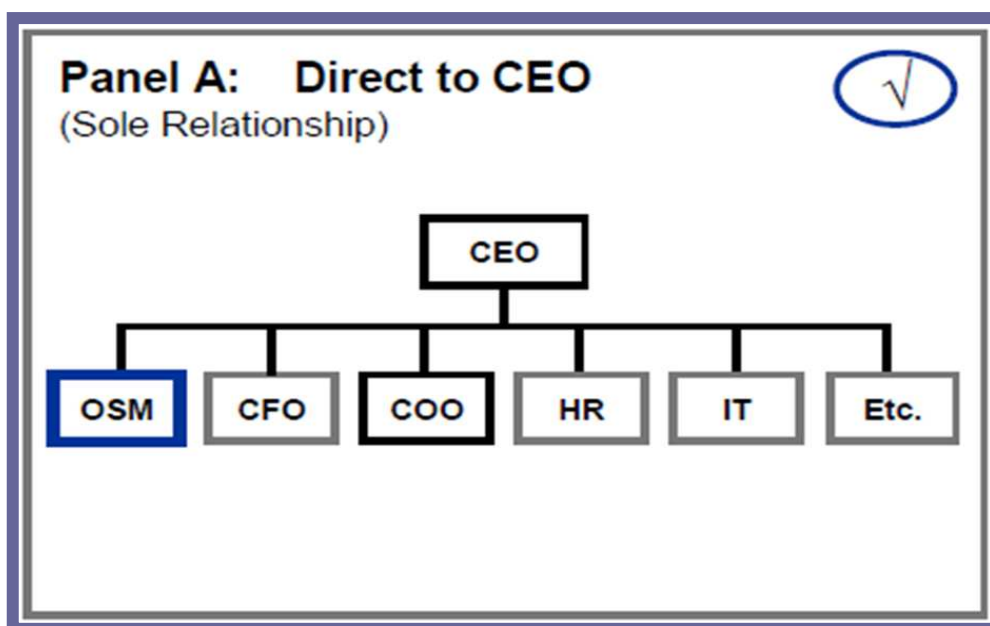 Panel A: Direct to CEO
(Sole Relationship)
√
CEO
OSM CFO COO HR IT Etc.